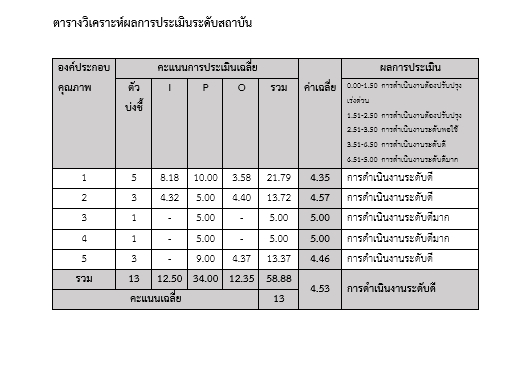 ตารางวิเคราะห์ผลการประเมินระดับสถาบัน
องค์ประกอบคุณภาพ คะแนนการประเมินเฉลี่ย ค่าเฉลี่ย ผลการประเมิน
ตัวบ่งชี้ I P O รวม
0.00-1.50 การดำเนินงานต้องปรับปรุง
เร่งด่วน
1.51-2.50 การดำเนินงานต้องปรับปรุง
2.51-3.50 การดำเนินงานระดับพอใช้
3.51-6.50 การดำเนินงานระดับดี
6.51-5.00 การดำเนินงานระดับดีมาก
1 5 8.18 10.00 3.58 21.79 4.35 การดำเนินงานระดับดี
2 3 4.32 5.00 4.40 13.72 4.57 การดำเนินงานระดับดี
3 1 - 5.00 - 5.00 5.00 การดำเนินงานระดับดีมาก
4 1 - 5.00 - 5.00 5.00 การดำเนินงานระดับดีมาก
5 3 - 9.00 4.37 13.37 4.46 การดำเนินงานระดับดี
รวม 13 12.50 34.00 12.35 58.88 4.53 การดำเนินงานระดับดี
คะแนนเฉลี่ย 13